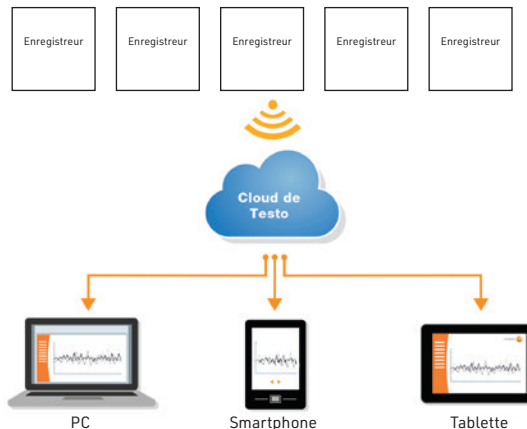 Enregistreur
Enregistreur
Enregistreur
Enregistreur
Enregistreur
Cloud de
Testo
PC
Smartphone
Tablette